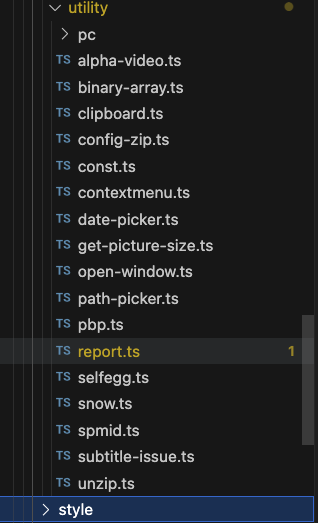 utility
pc
TS alpha-video.ts
TS binary-array.ts
TS clipboard.ts
TS config-zip.ts
TS const.ts
TS contextmenu.ts
TS date-picker.ts
TS get-picture-size.ts
TS open-window.ts
TS path-picker.ts
TS pbp.ts
TS report.ts 1
TS selfegg.ts
TS snow.ts
TS spmid.ts
TS subtitle-issue.ts
TS unzip.ts
style